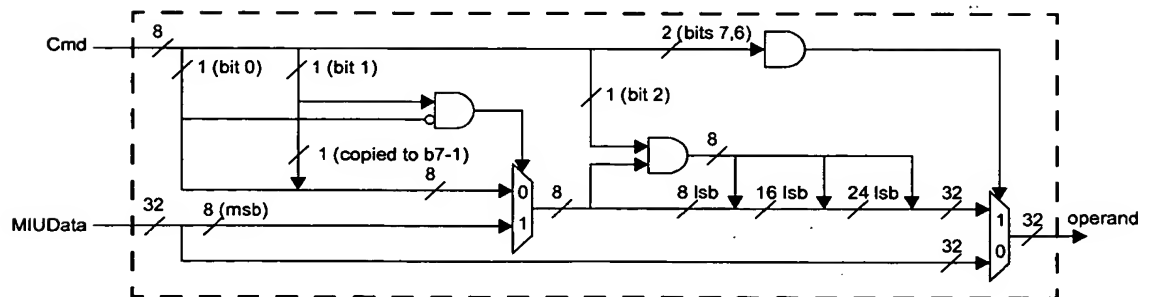 Cmd
8
2 (bits 7,6)
1 (bit 0)
1 (bit 1)
1 (bit 2)
1 (copied to b7-1)
8
8
0
1
8
8 lsb
16 lsb
24 lsb
32
1
0
32
operand
MIUData
32
8 (msb)
32